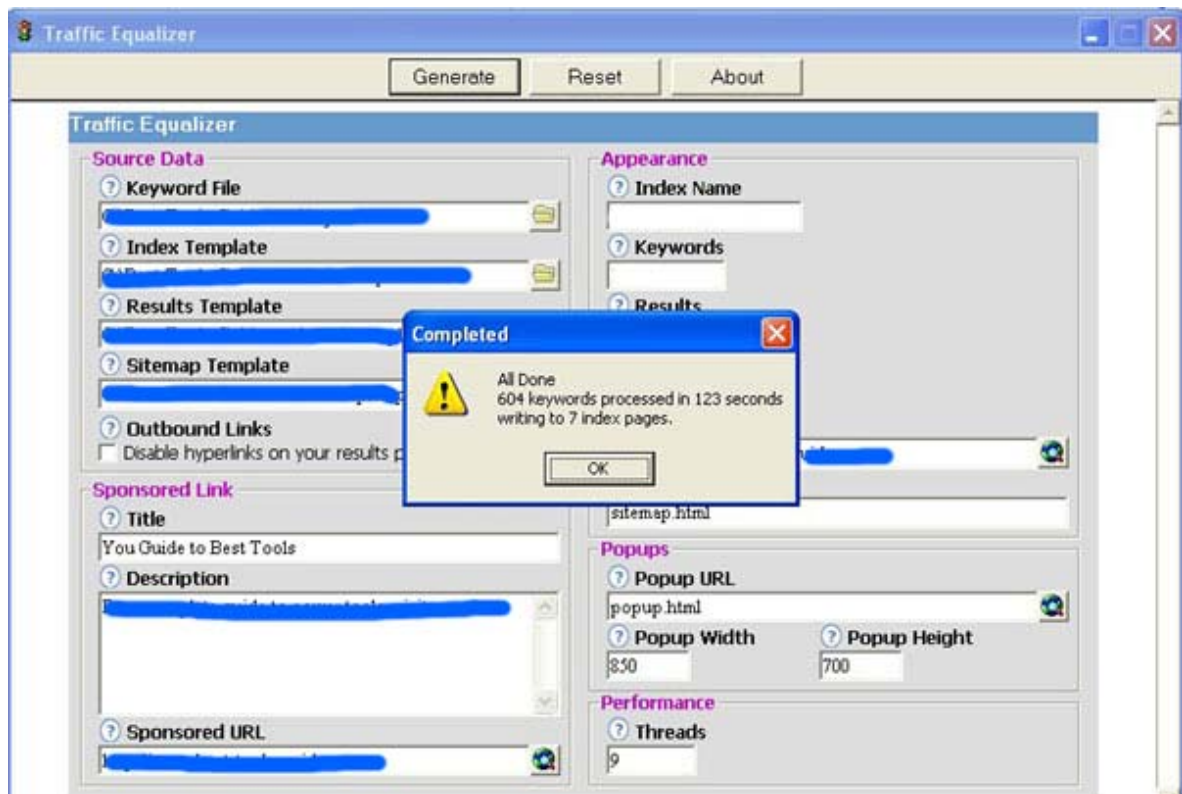 Traffic Equalizer
Generate Reset About
Traffic Equalizer
Source Data
Keyword File
Index Template
Results Template
Sitemap Template
Outbound Links
Disable hyperlinks on your results
Sponsored Link
Title
You Guide to Best Tools
Description
Sponsored URL
Appearance
Index Name
Keywords
Results
sitemap.html
Popups
Popup URL
popup.html
Popup Width Popup Height
850 700
Performance
Threads
9
Completed
All Done
604 keywords processed in 123 seconds
writing to 7 index pages.
OK